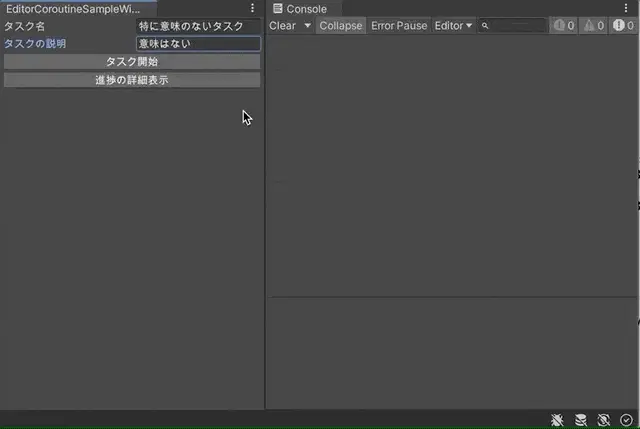 EditorCoroutineSampleWi...
タスク名 特に意味のないタスク
タスクの説明 意味はない
タスク開始
進捗の詳細表示
Console
Clear Collapse Error Pause Editor 0 0 0